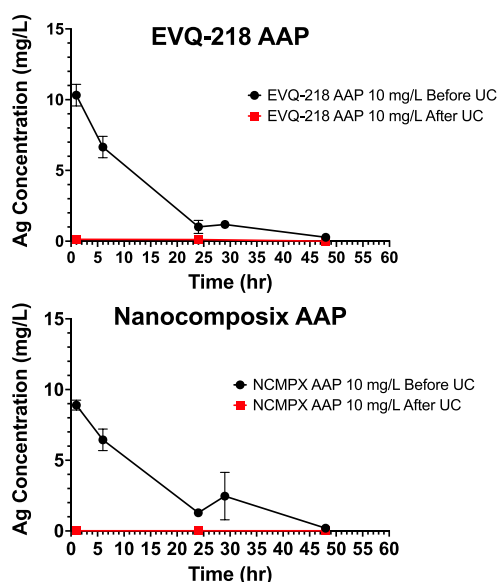 EVQ-218 AAP
15
10
5
0
Ag Concentration (mg/L)
EVQ-218 AAP 10 mg/L Before UC
EVQ-218 AAP 10 mg/L After UC
0 5 10 15 20 25 30 35 40 45 50 55 60
Time (hr)
Nanocomposix AAP
15
10
5
0
Ag Concentration (mg/L)
NCMPX AAP 10 mg/L Before UC
NCMPX AAP 10 mg/L After UC
0 5 10 15 20 25 30 35 40 45 50 55 60
Time (hr)